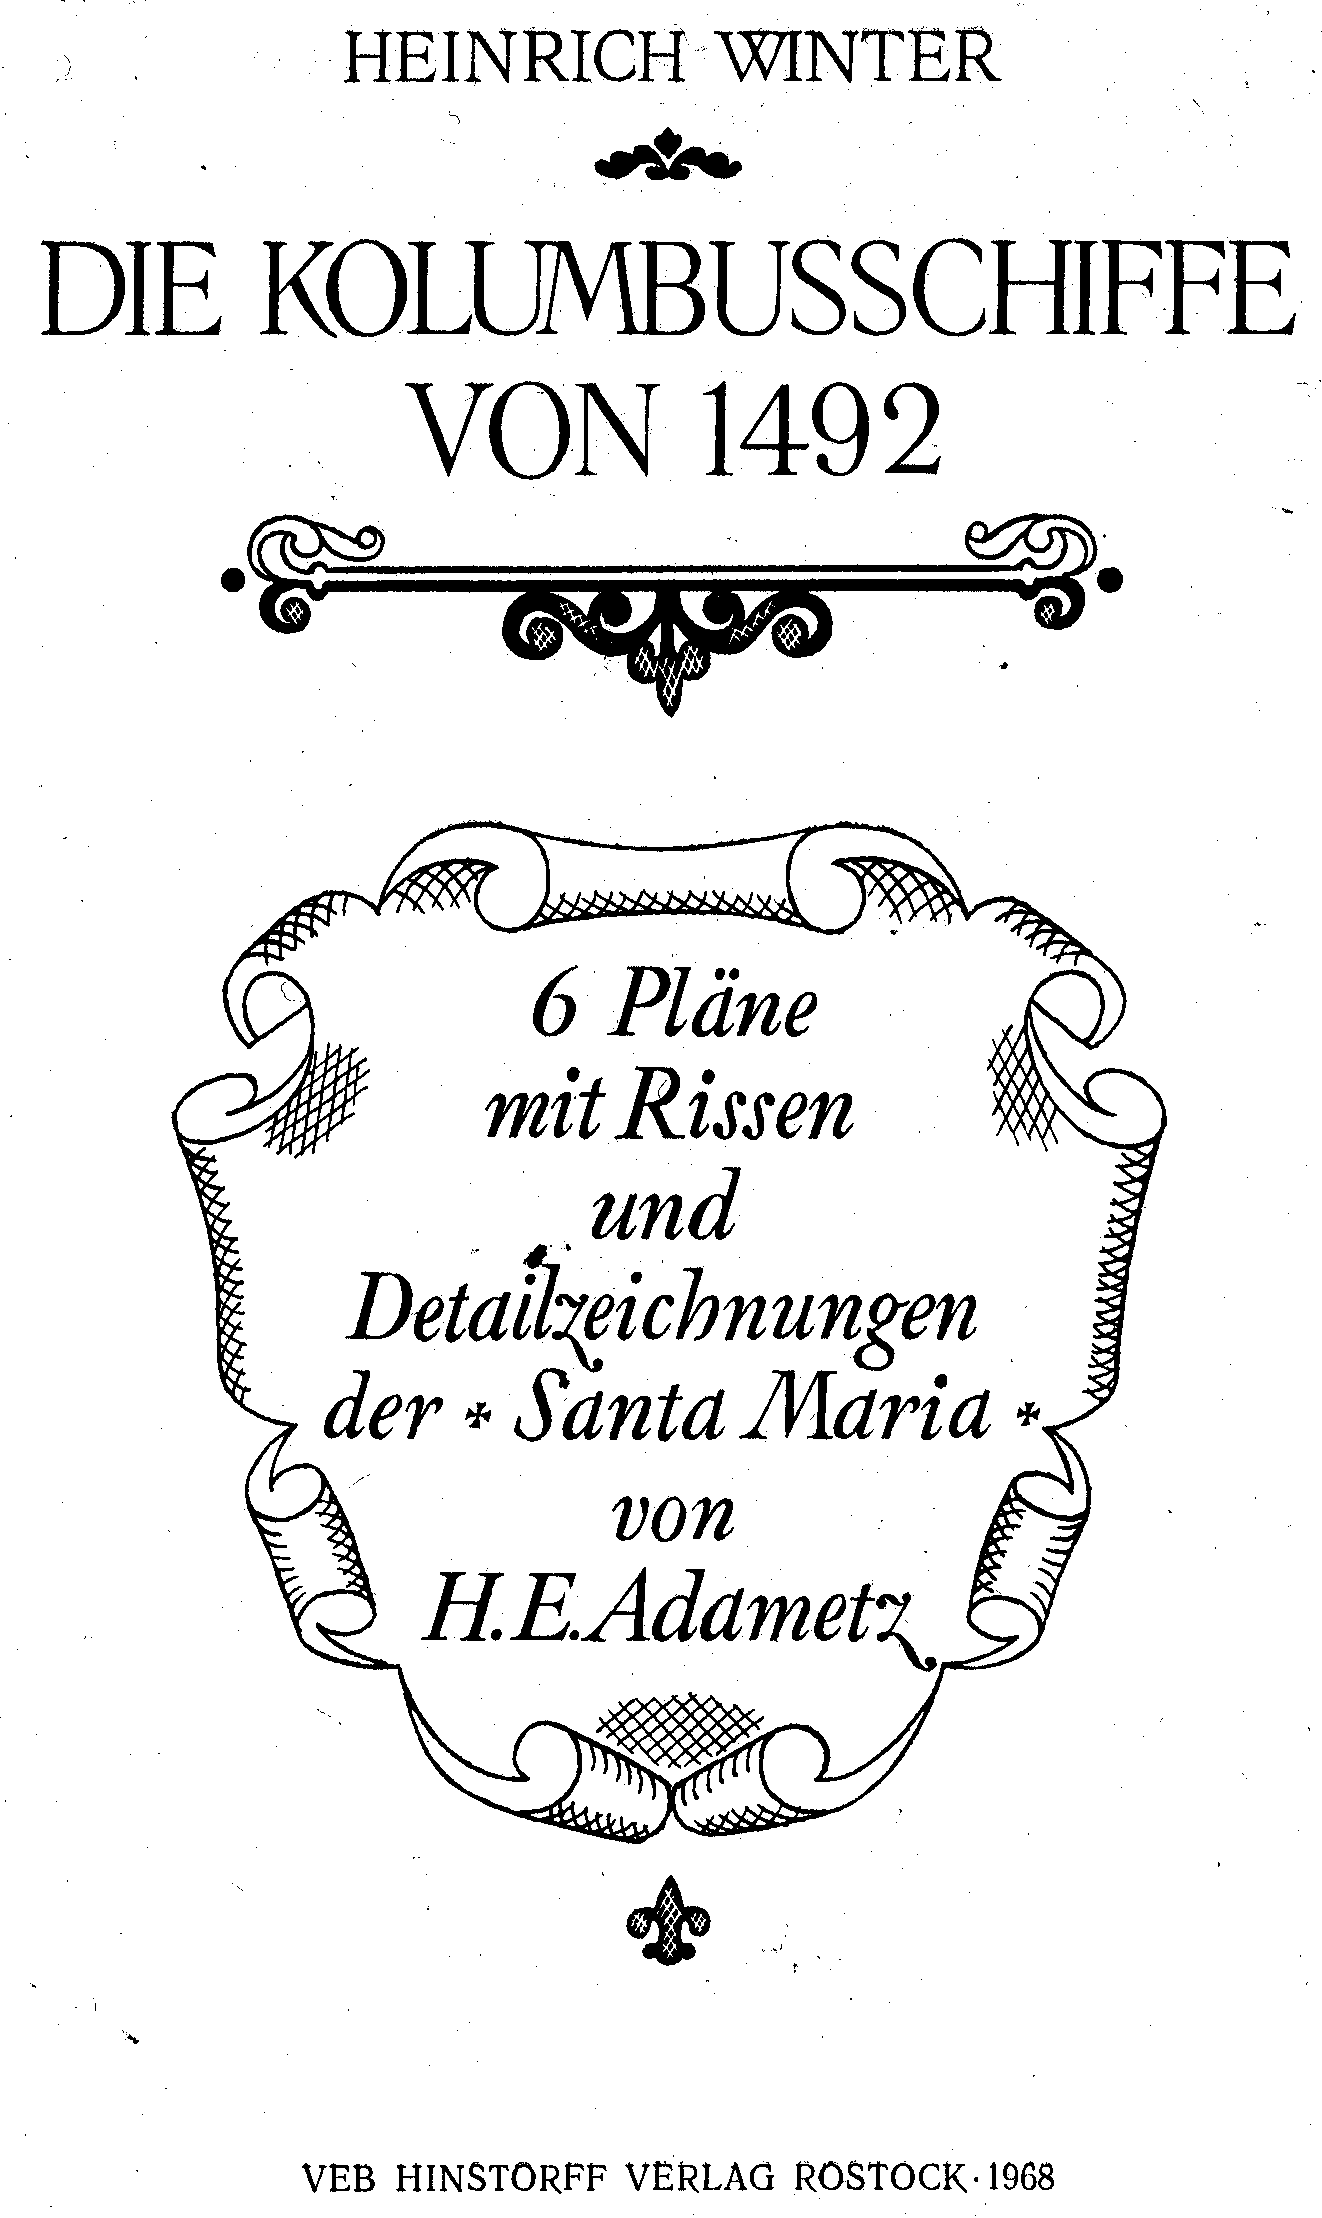 HEINRICH WINTER
DIE KOLUMBUSSCHIFFE
VON 1492
6 Pläne
mit Rissen
und
Detailzeichnungen
der * Santa Maria *
von
H.E.Adametz
VEB HINSTORFF VERLAG ROSTOCK · 1968